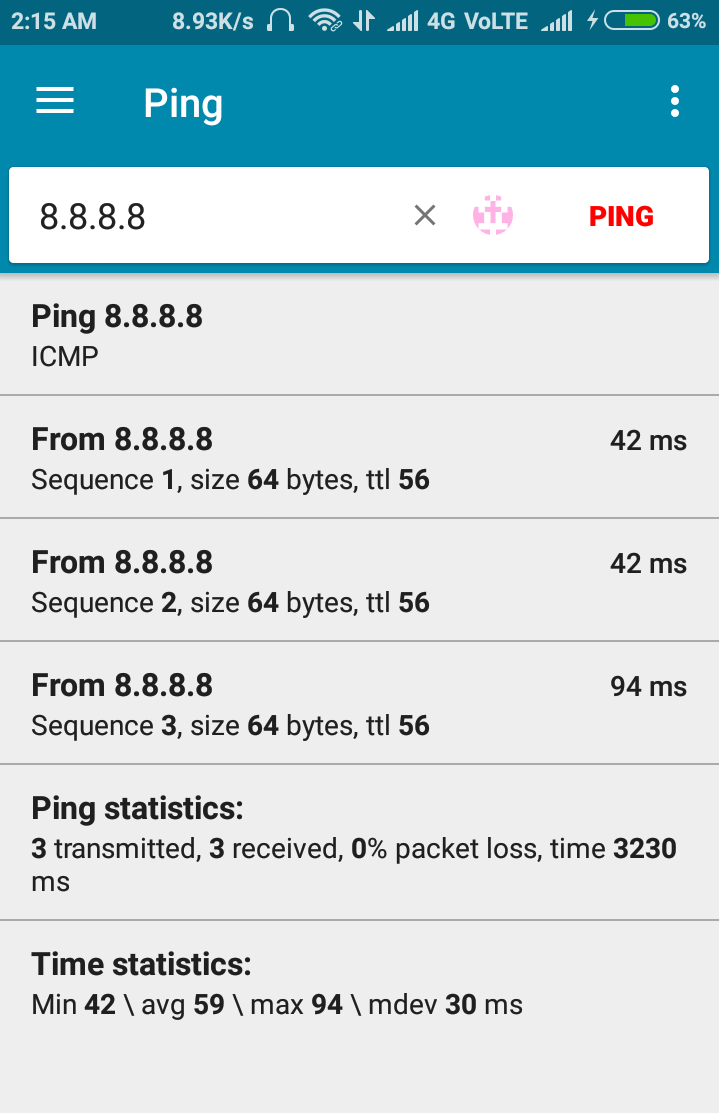 2:15 AM 8.93K/s 4G VoLTE 63%
Ping
8.8.8.8 PING
Ping 8.8.8.8
ICMP
From 8.8.8.8 42 ms
Sequence 1, size 64 bytes, ttl 56
From 8.8.8.8 42 ms
Sequence 2, size 64 bytes, ttl 56
From 8.8.8.8 94 ms
Sequence 3, size 64 bytes, ttl 56
Ping statistics:
3 transmitted, 3 received, 0% packet loss, time 3230
ms
Time statistics:
Min 42 \ avg 59 \ max 94 \ mdev 30 ms